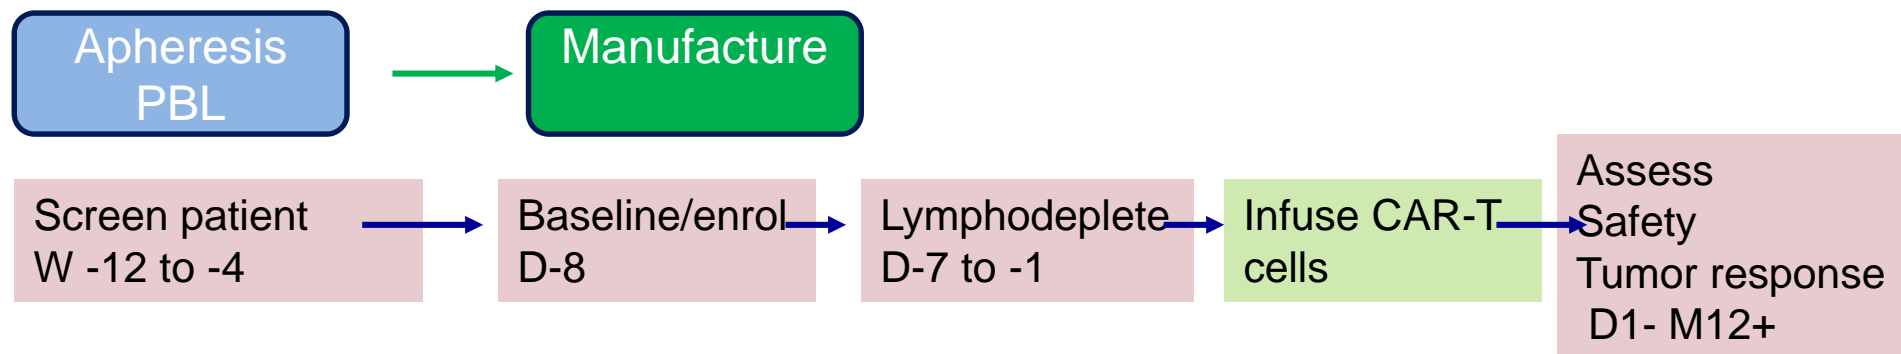 Apheresis
PBL
Manufacture
Screen patient
W -12 to -4
Baseline/enrol
D-8
Lymphodeplete
D-7 to -1
Infuse CAR-T
cells
Assess
Safety
Tumor response
D1- M12+